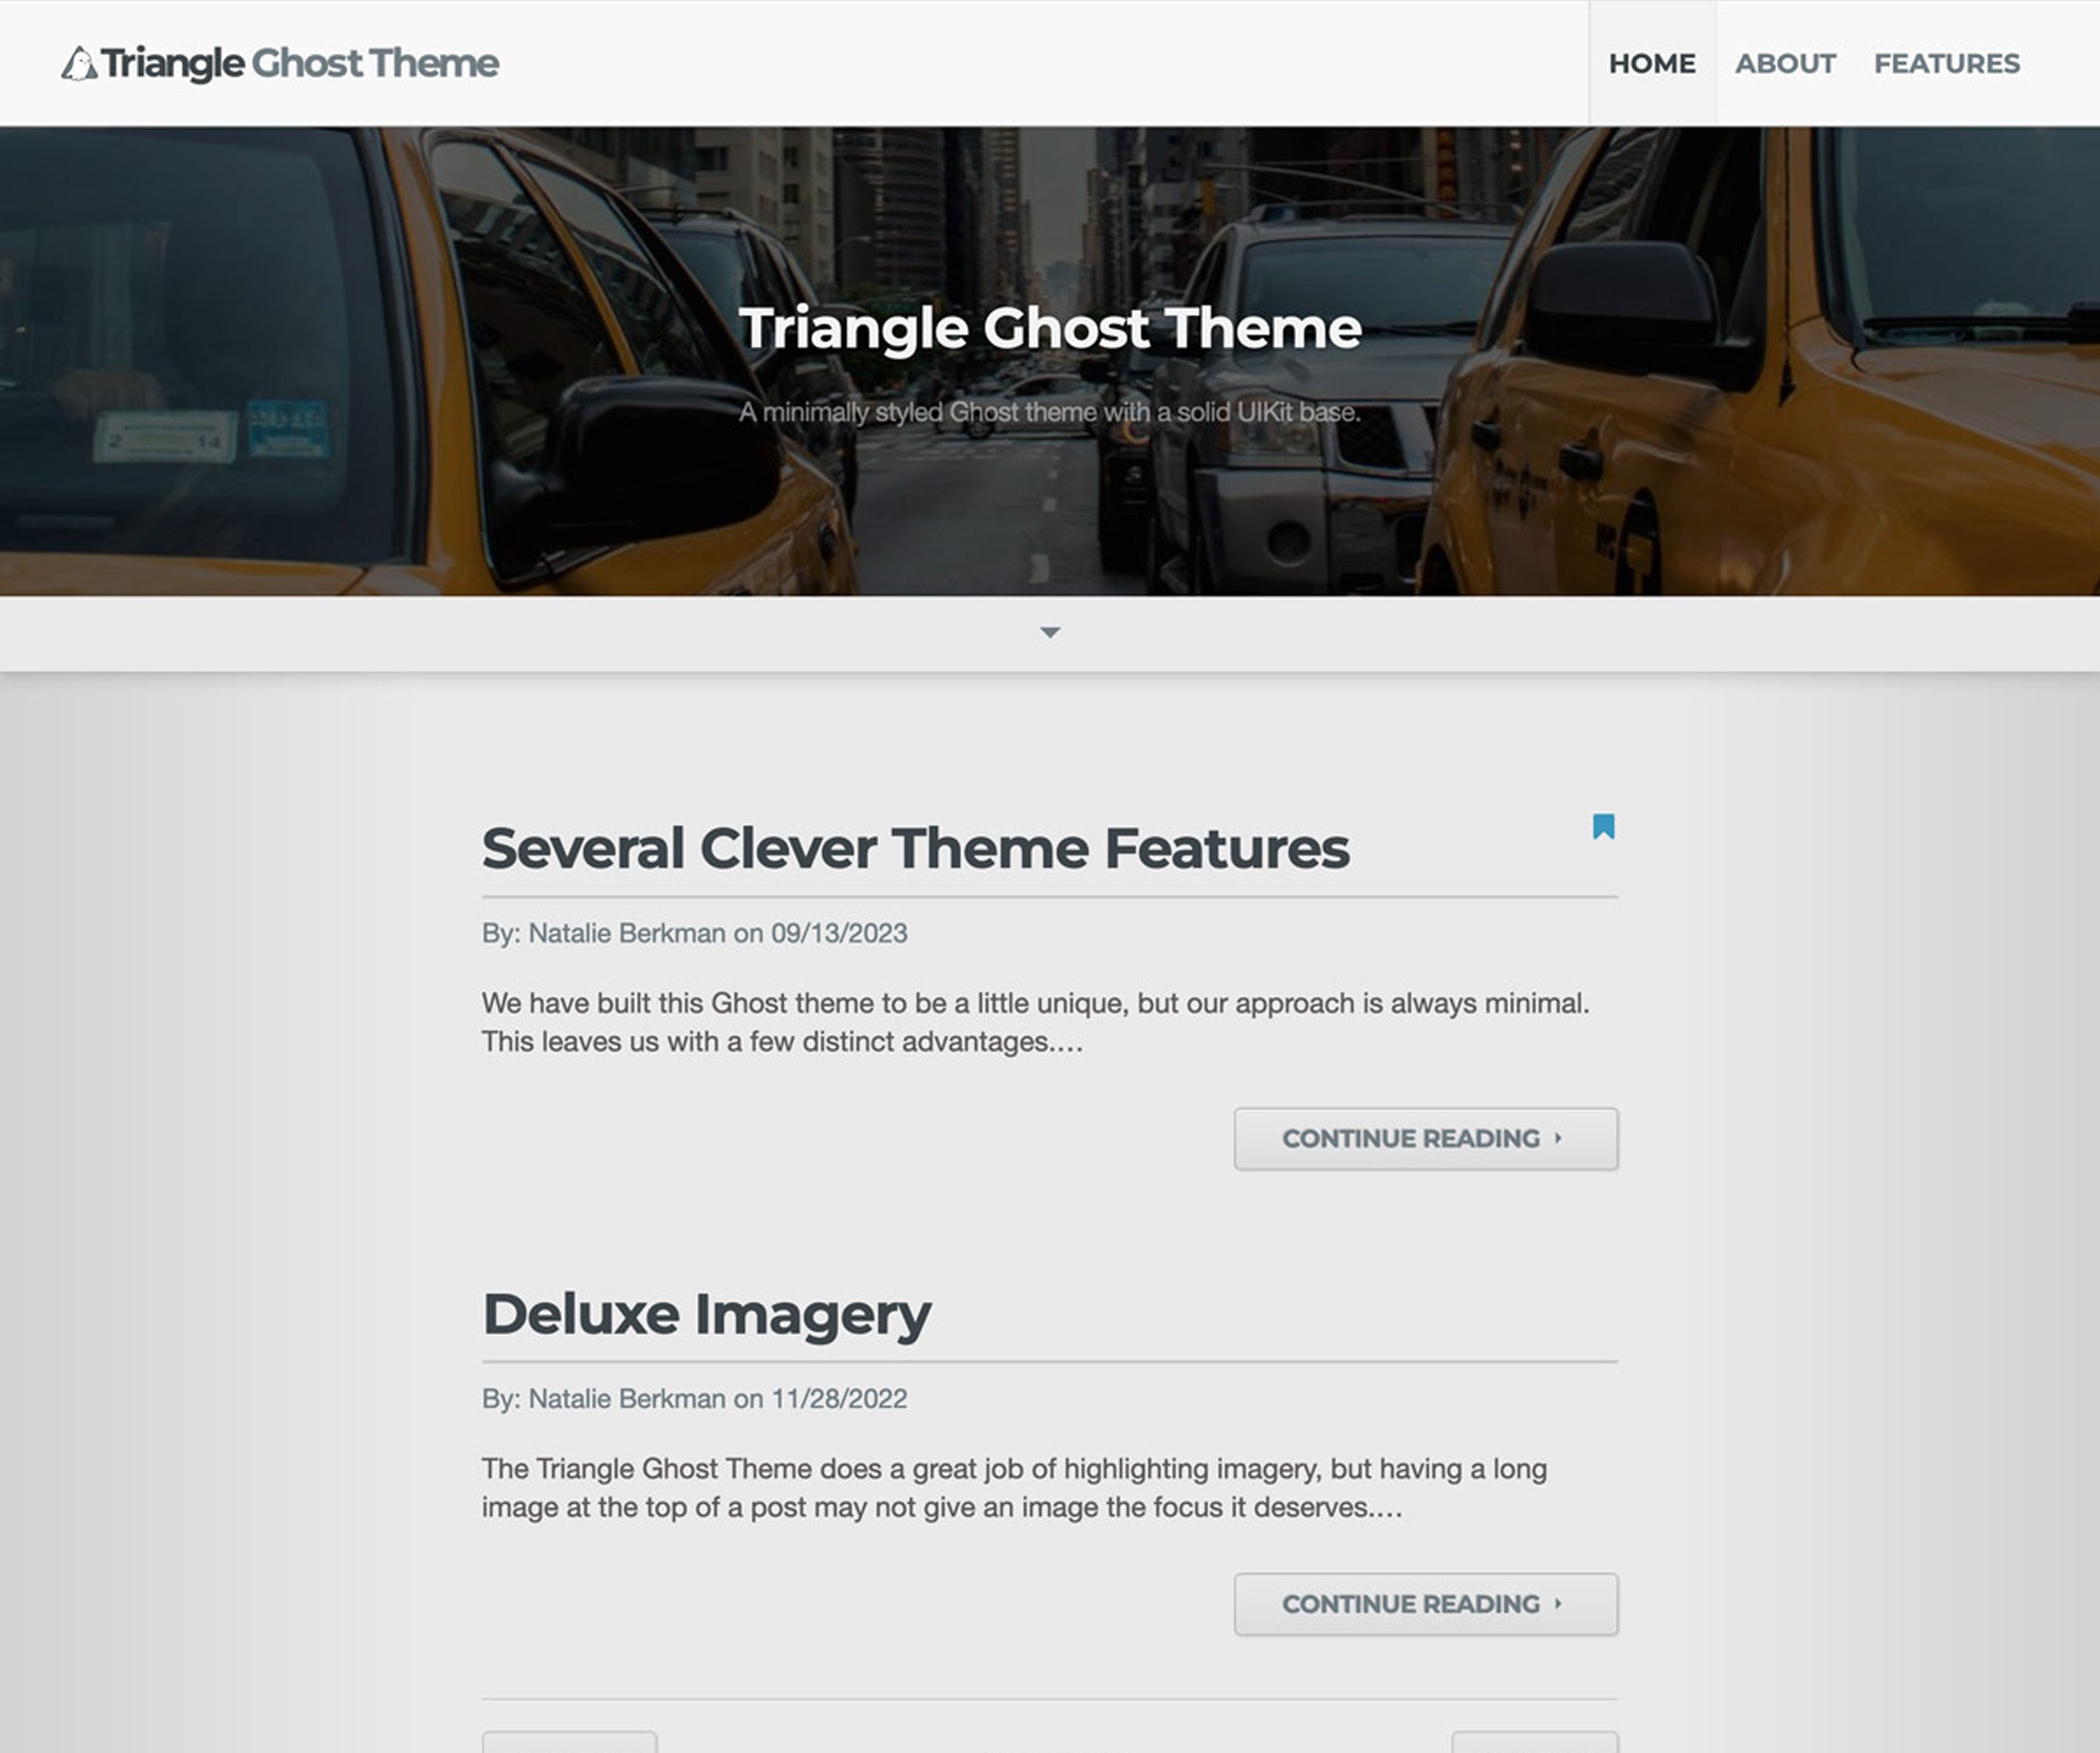 Triangle Ghost Theme
HOME ABOUT FEATURES
Triangle Ghost Theme
A minimally styled Ghost theme with a solid UIKit base.
2 14
Several Clever Theme Features
By: Natalie Berkman on 09/13/2023
We have built this Ghost theme to be a little unique, but our approach is always minimal.
This leaves us with a few distinct advantages....
CONTINUE READING
Deluxe Imagery
By: Natalie Berkman on 11/28/2022
The Triangle Ghost Theme does a great job of highlighting imagery, but having a long
image at the top of a post may not give an image the focus it deserves....
CONTINUE READING